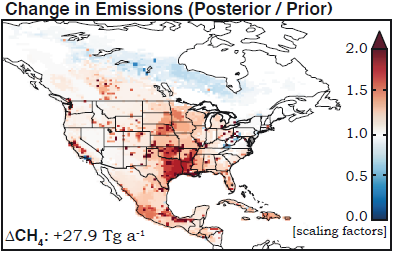 Change in Emissions (Posterior / Prior)
2.0
1.5
1.0
0.5
0.0
[scaling factors]
ΔCH₄: +27.9 Tg a⁻¹